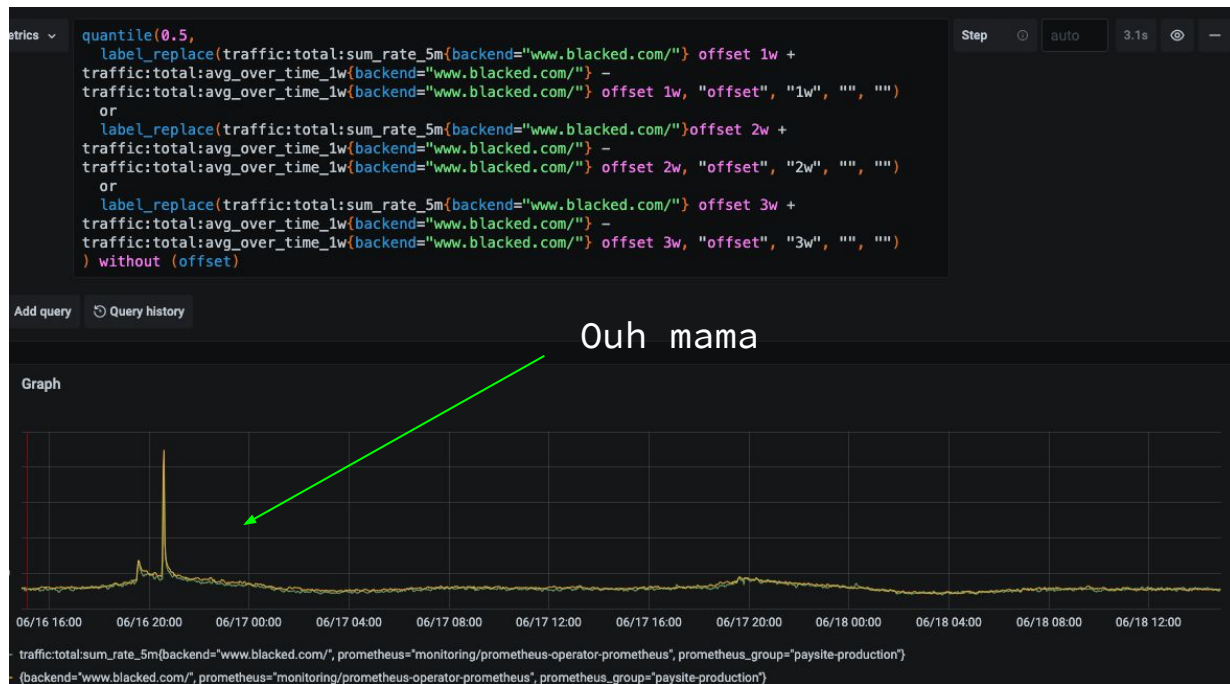 etrics
quantile(0.5,
label_replace(traffic:total:sum_rate_5m{backend="www.blacked.com/"} offset 1w +
traffic:total:avg_over_time_1w{backend="www.blacked.com/"} -
traffic:total:avg_over_time_1w{backend="www.blacked.com/"} offset 1w, "offset", "1w", "", "")
or
label_replace(traffic:total:sum_rate_5m{backend="www.blacked.com/"}offset 2w +
traffic:total:avg_over_time_1w{backend="www.blacked.com/"} -
traffic:total:avg_over_time_1w{backend="www.blacked.com/"} offset 2w, "offset", "2w", "", "")
or
label_replace(traffic:total:sum_rate_5m{backend="www.blacked.com/"} offset 3w +
traffic:total:avg_over_time_1w{backend="www.blacked.com/"} -
traffic:total:avg_over_time_1w{backend="www.blacked.com/"} offset 3w, "offset", "3w", "", "")
) without (offset)
Step auto 3.1s
Add query Query history
Ouh mama
Graph
06/16 16:00 06/16 20:00 06/17 00:00 06/17 04:00 06/17 08:00 06/17 12:00 06/17 16:00 06/17 20:00 06/18 00:00 06/18 04:00 06/18 08:00 06/18 12:00
traffic:total:sum_rate_5m{backend="www.blacked.com/", prometheus="monitoring/prometheus-operator-prometheus", prometheus_group="paysite-production"}
{backend="www.blacked.com/", prometheus="monitoring/prometheus-operator-prometheus", prometheus_group="paysite-production"}